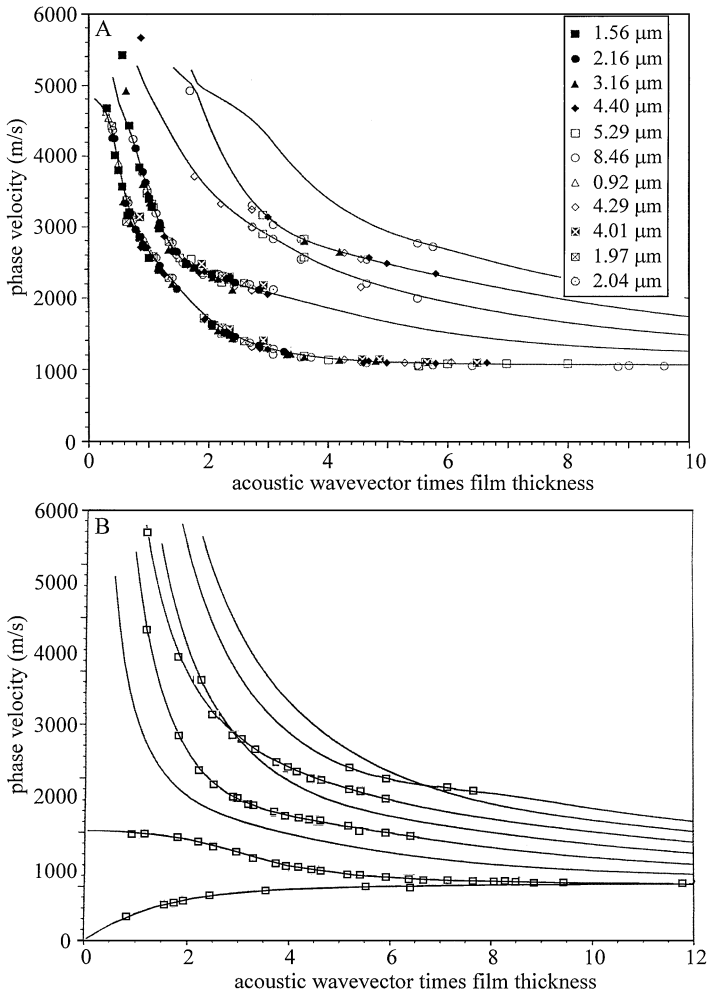 A
6000
5000
4000
3000
2000
1000
0
phase velocity (m/s)
1.56 μm
2.16 μm
3.16 μm
4.40 μm
5.29 μm
8.46 μm
0.92 μm
4.29 μm
4.01 μm
1.97 μm
2.04 μm
0 2 4 6 8 10
acoustic wavevector times film thickness
B
6000
5000
4000
3000
2000
1000
0
phase velocity (m/s)
0 2 4 6 8 10 12
acoustic wavevector times film thickness